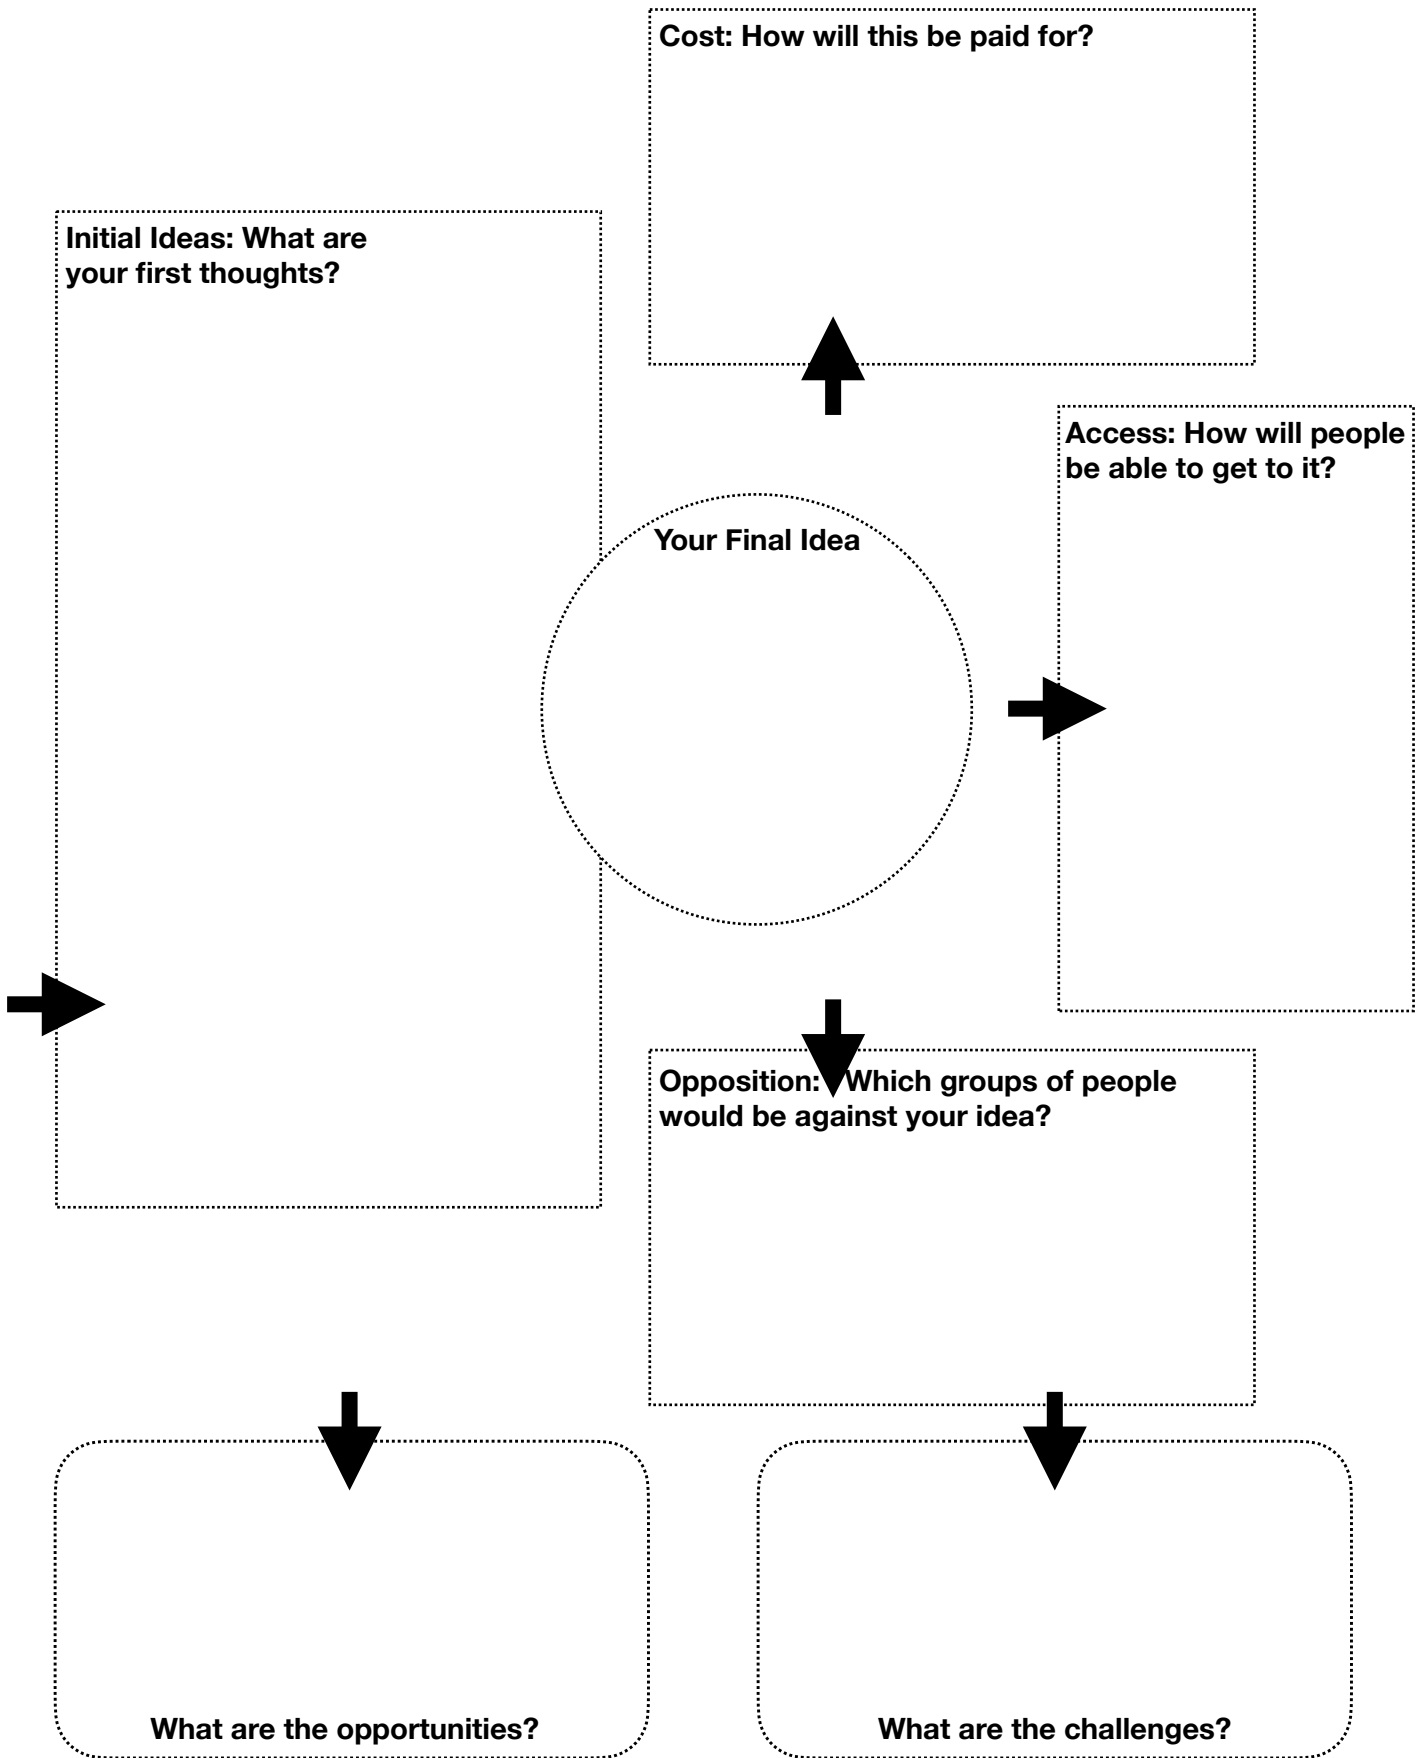 Cost: How will this be paid for?
Initial Ideas: What are
your first thoughts?
Access: How will people
be able to get to it?
Your Final Idea
Opposition: Which groups of people
would be against your idea?
What are the opportunities?
What are the challenges?